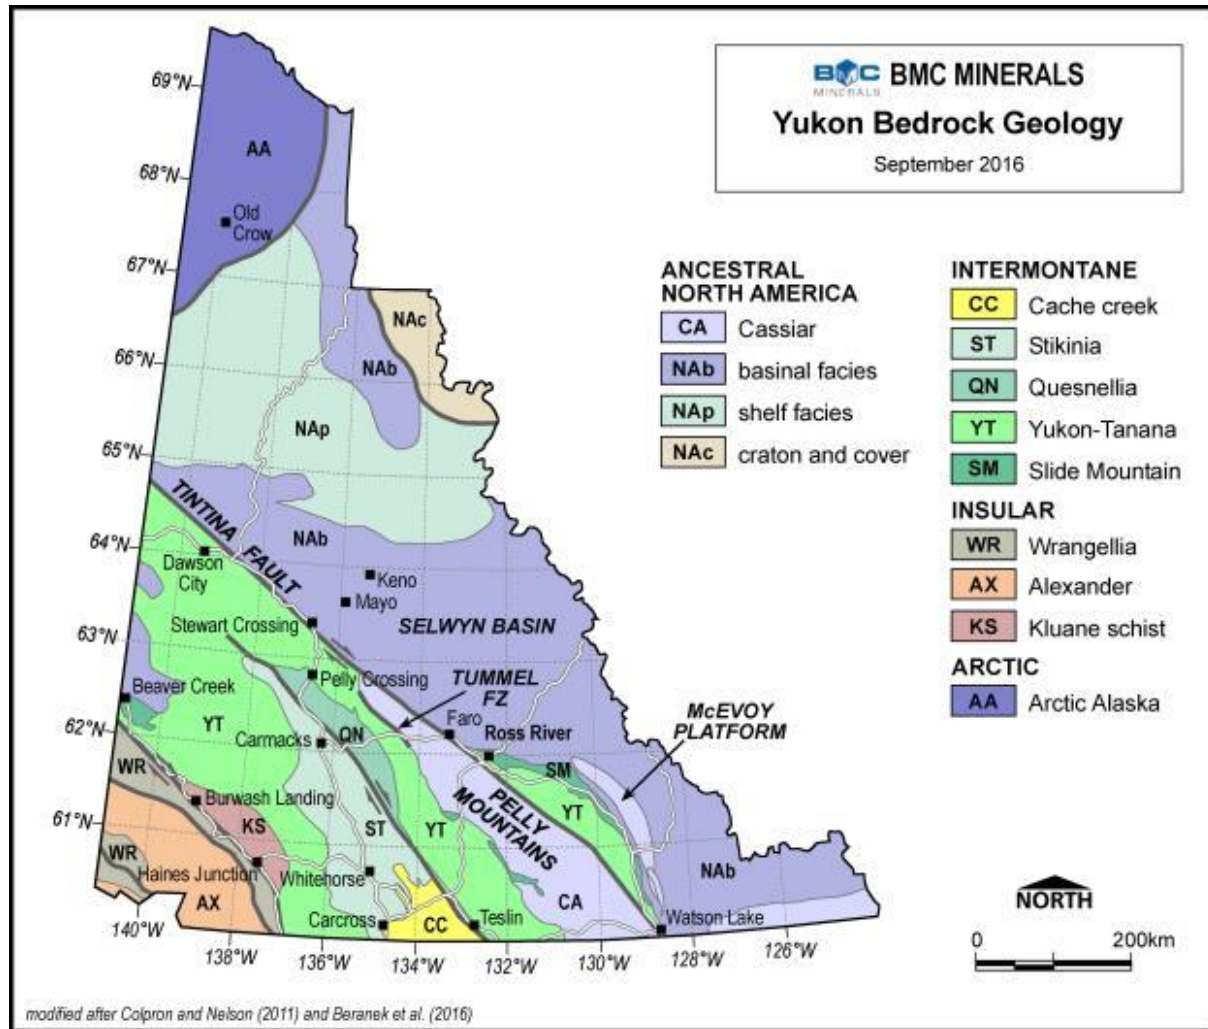 BMC
MINERALS
BMC MINERALS
Yukon Bedrock Geology
September 2016
69°N
68°N
67°N
66°N
65°N
64°N
63°N
62°N
61°N
140°W
138°W
136°W
134°W
132°W
130°W
128°W
126°W
AA
Old
Crow
NAc
NAb
NAp
TINTINA FAULT
NAb
Dawson
City
Keno
Mayo
Stewart Crossing
SELWYN BASIN
Pelly Crossing
TUMMEL
FZ
Beaver Creek
McEVOY
PLATFORM
Faro
Ross River
YT
Carmacks
QN
SM
WR
YT
Burwash Landing
PELLY
MOUNTAINS
KS
ST
YT
WR
Haines Junction
Whitehorse
NAb
AX
CA
Carcross
CC
Teslin
Watson Lake
ANCESTRAL
NORTH AMERICA
CA Cassiar
NAb basinal facies
NAp shelf facies
NAc craton and cover
INTERMONTANE
CC Cache creek
ST Stikinia
QN Quesnellia
YT Yukon-Tanana
SM Slide Mountain
INSULAR
WR Wrangellia
AX Alexander
KS Kluane schist
ARCTIC
AA Arctic Alaska
NORTH
0 200km
modified after Colpron and Nelson (2011) and Beranek et al. (2016)